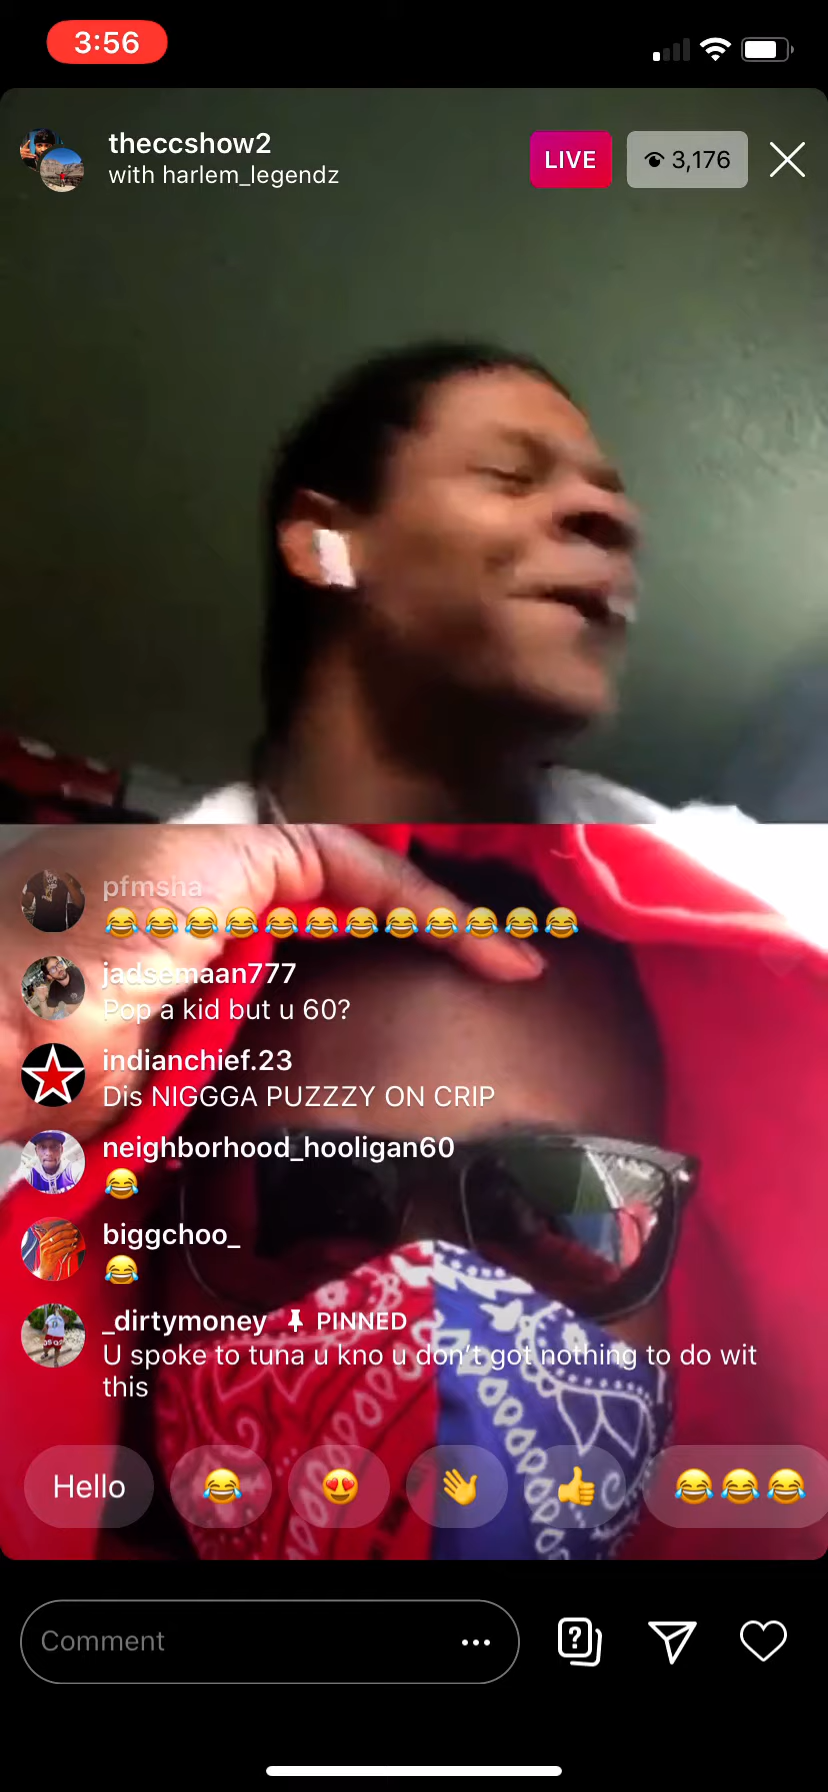 3:56
theccshow2
with harlem_legendz
LIVE
3,176
pfmsha
😂😂😂😂😂😂😂😂😂😂😂😂
jadsemaan777
Pop a kid but u 60?
indianchief.23
Dis NIGGGA PUZZZY ON CRIP
neighborhood_hooligan60
😂
biggchoo_
😂
_dirtymoney PINNED
U spoke to tuna u kno u don't got nothing to do wit
this
Hello 😂 😍 👋 👍 😂😂😂
Comment